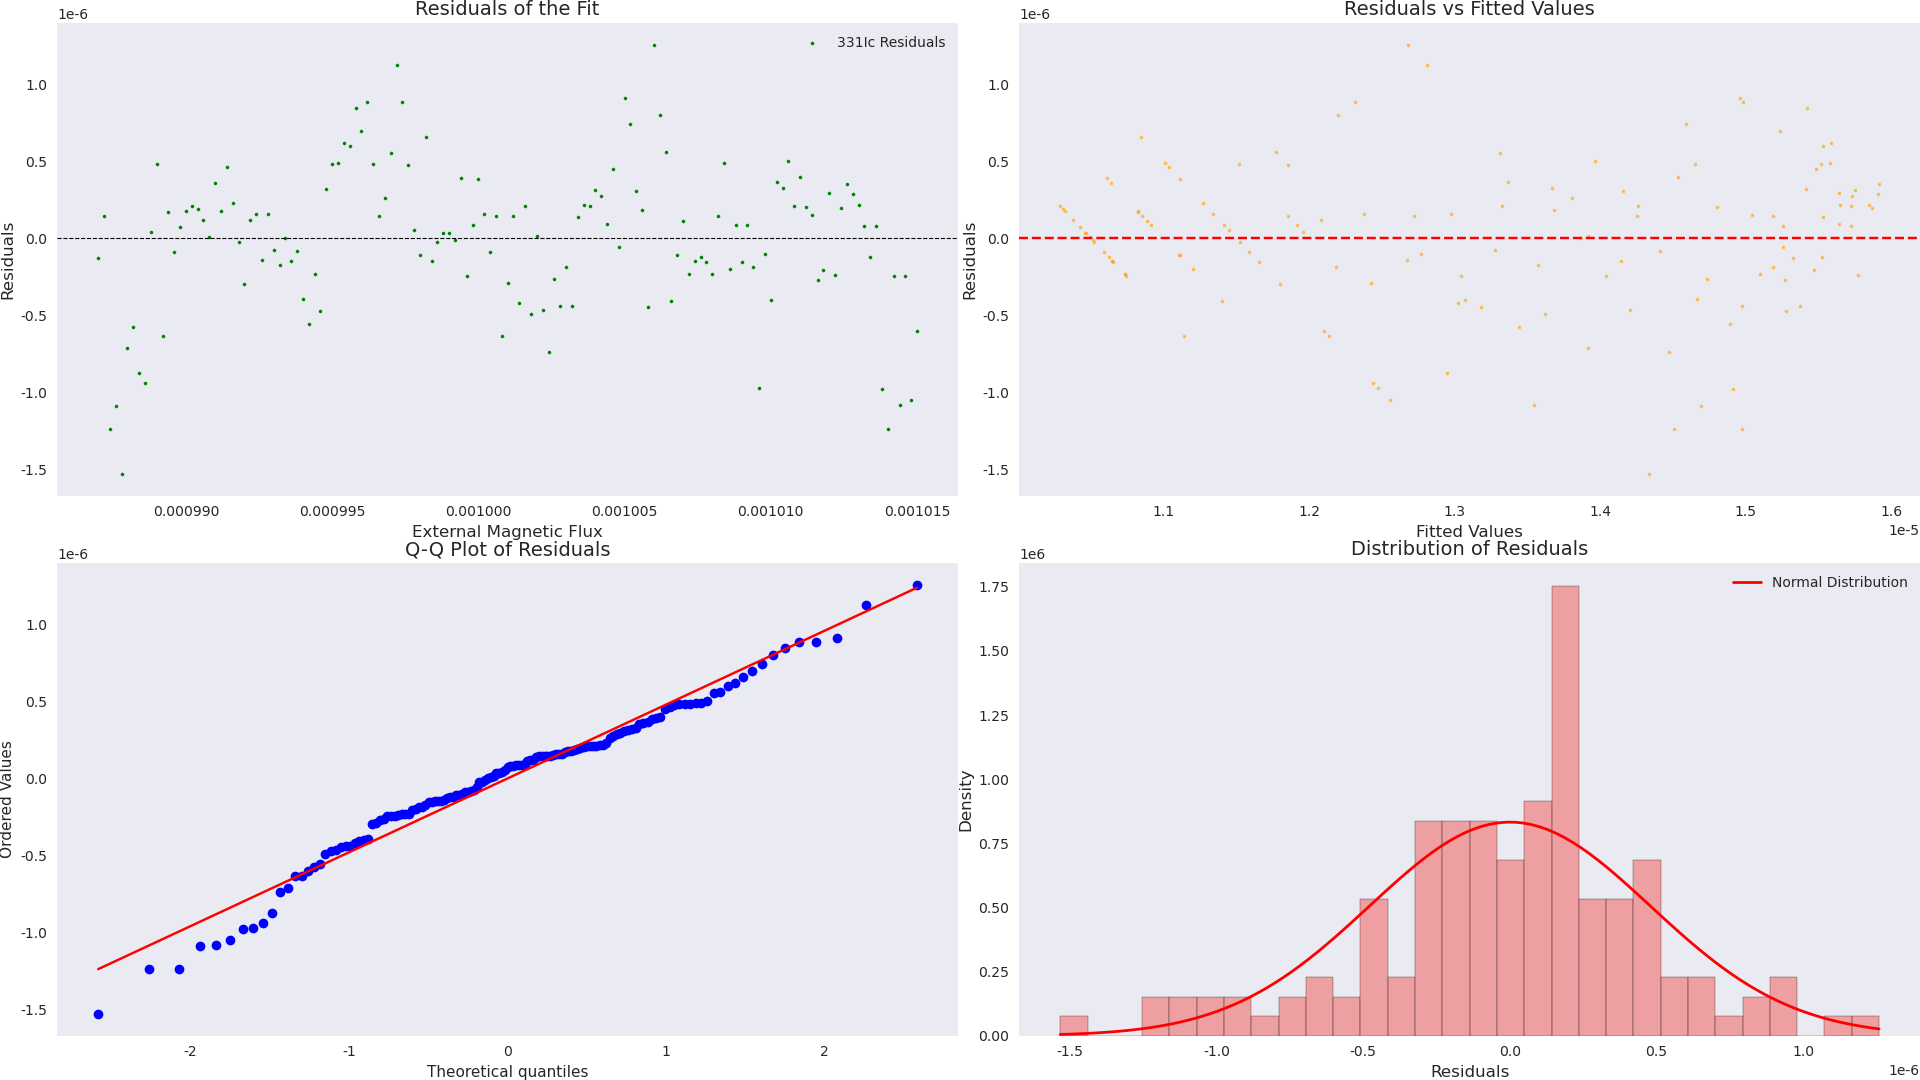 Residuals of the Fit
1e-6
331Ic Residuals
1.0
0.5
0.0
-0.5
-1.0
-1.5
Residuals
0.000990 0.000995 0.001000 0.001005 0.001010 0.001015
External Magnetic Flux
Residuals vs Fitted Values
1e-6
1.0
0.5
0.0
-0.5
-1.0
-1.5
Residuals
1.1 1.2 1.3 1.4 1.5 1.6
1e-5
Fitted Values
Q-Q Plot of Residuals
1e-6
1.0
0.5
0.0
-0.5
-1.0
-1.5
Ordered Values
-2 -1 0 1 2
Theoretical quantiles
Distribution of Residuals
1e6
Normal Distribution
1.75
1.50
1.25
1.00
0.75
0.50
0.25
0.00
Density
-1.5 -1.0 -0.5 0.0 0.5 1.0
1e-6
Residuals